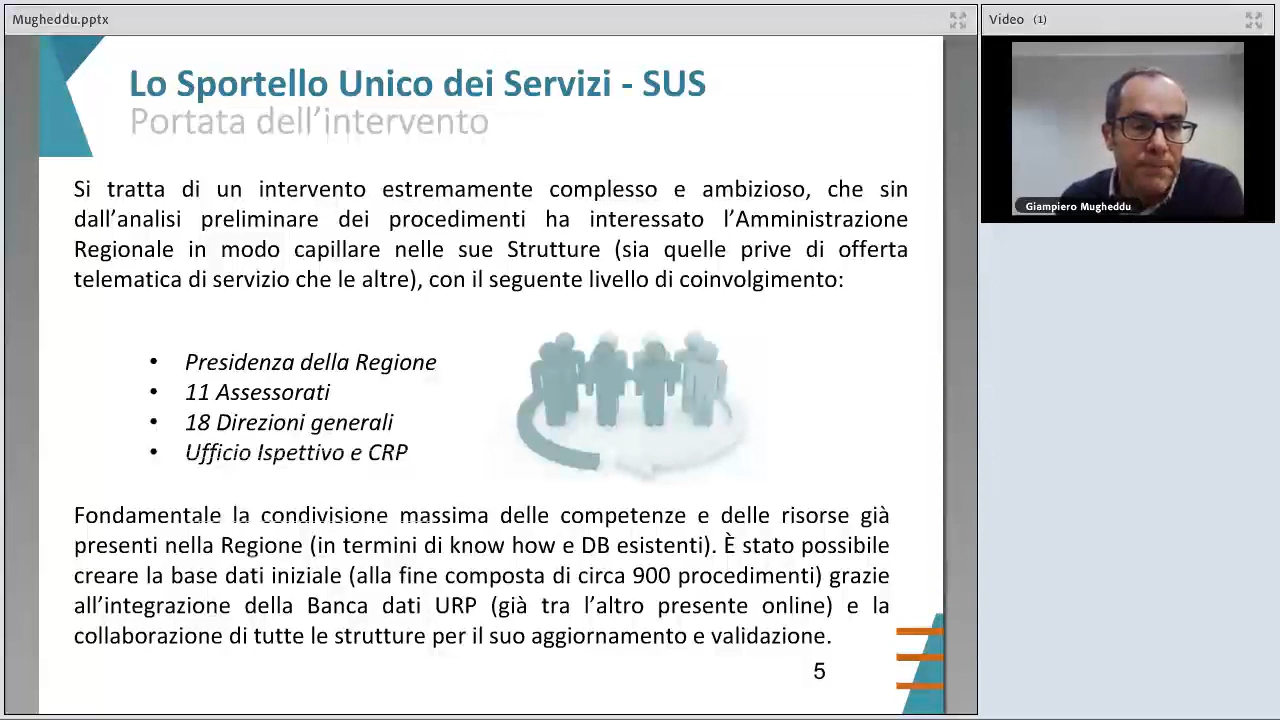 Mugheddu.pptx
Video (1)
Lo Sportello Unico dei Servizi - SUS
Portata dell'intervento
Giampiero Mugheddu
Si tratta di un intervento estremamente complesso e ambizioso, che sin
dall'analisi preliminare dei procedimenti ha interessato l'Amministrazione
Regionale in modo capillare nelle sue Strutture (sia quelle prive di offerta
telematica di servizio che le altre), con il seguente livello di coinvolgimento:
• Presidenza della Regione
• 11 Assessorati
• 18 Direzioni generali
• Ufficio Ispettivo e CRP
Fondamentale la condivisione massima delle competenze e delle risorse già
presenti nella Regione (in termini di know how e DB esistenti). È stato possibile
creare la base dati iniziale (alla fine composta di circa 900 procedimenti) grazie
all'integrazione della Banca dati URP (già tra l'altro presente online) e la
collaborazione di tutte le strutture per il suo aggiornamento e validazione.
5